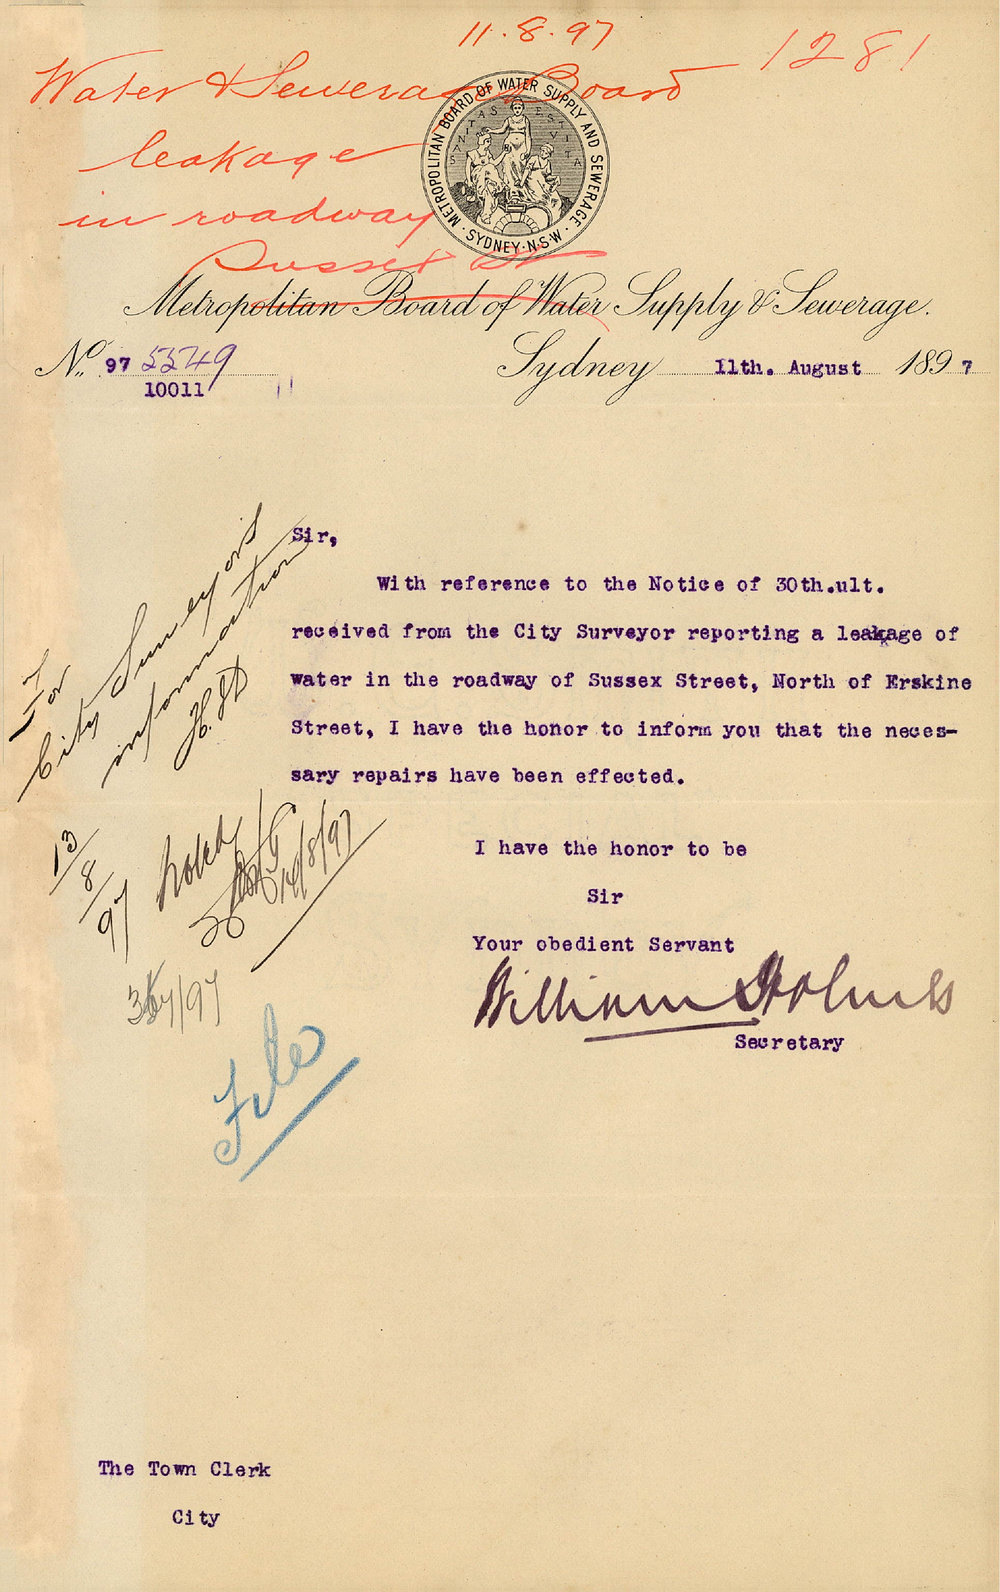 11.8.97
1281
Water & Sewerage Board
leakage
in roadway
Sussex St
METROPOLITAN BOARD OF WATER SUPPLY AND SEWERAGE.
· SYDNEY · N·S·W ·
Metropolitan Board of Water Supply & Sewerage.
No. 97 5549
10011
Sydney 11th. August 1897
Sir,
With reference to the Notice of 30th.ult.
received from the City Surveyor reporting a leakage of
water in the roadway of Sussex Street, North of Erskine
Street, I have the honor to inform you that the neces-
sary repairs have been effected.
I have the honor to be
Sir
Your obedient Servant
William Holmes
Secretary
For
City Surveyor's
information
13/8/97
Noted
14/8/97
File
The Town Clerk
City